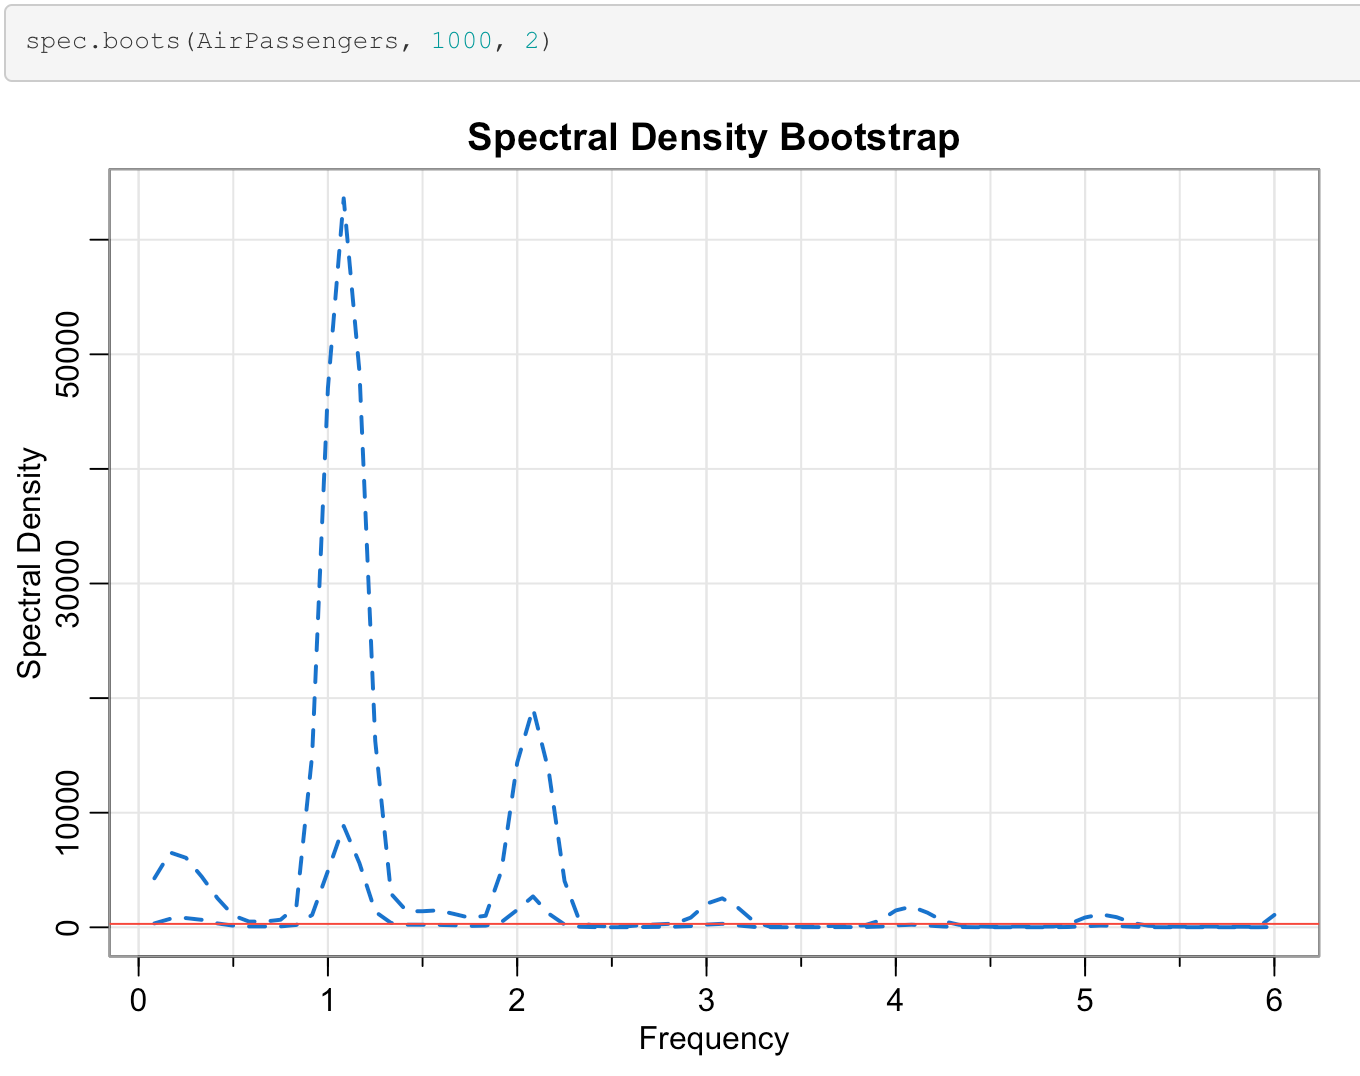 spec.boots(AirPassengers, 1000, 2)
Spectral Density Bootstrap
Spectral Density
50000
30000
10000
0
0 1 2 3 4 5 6
Frequency